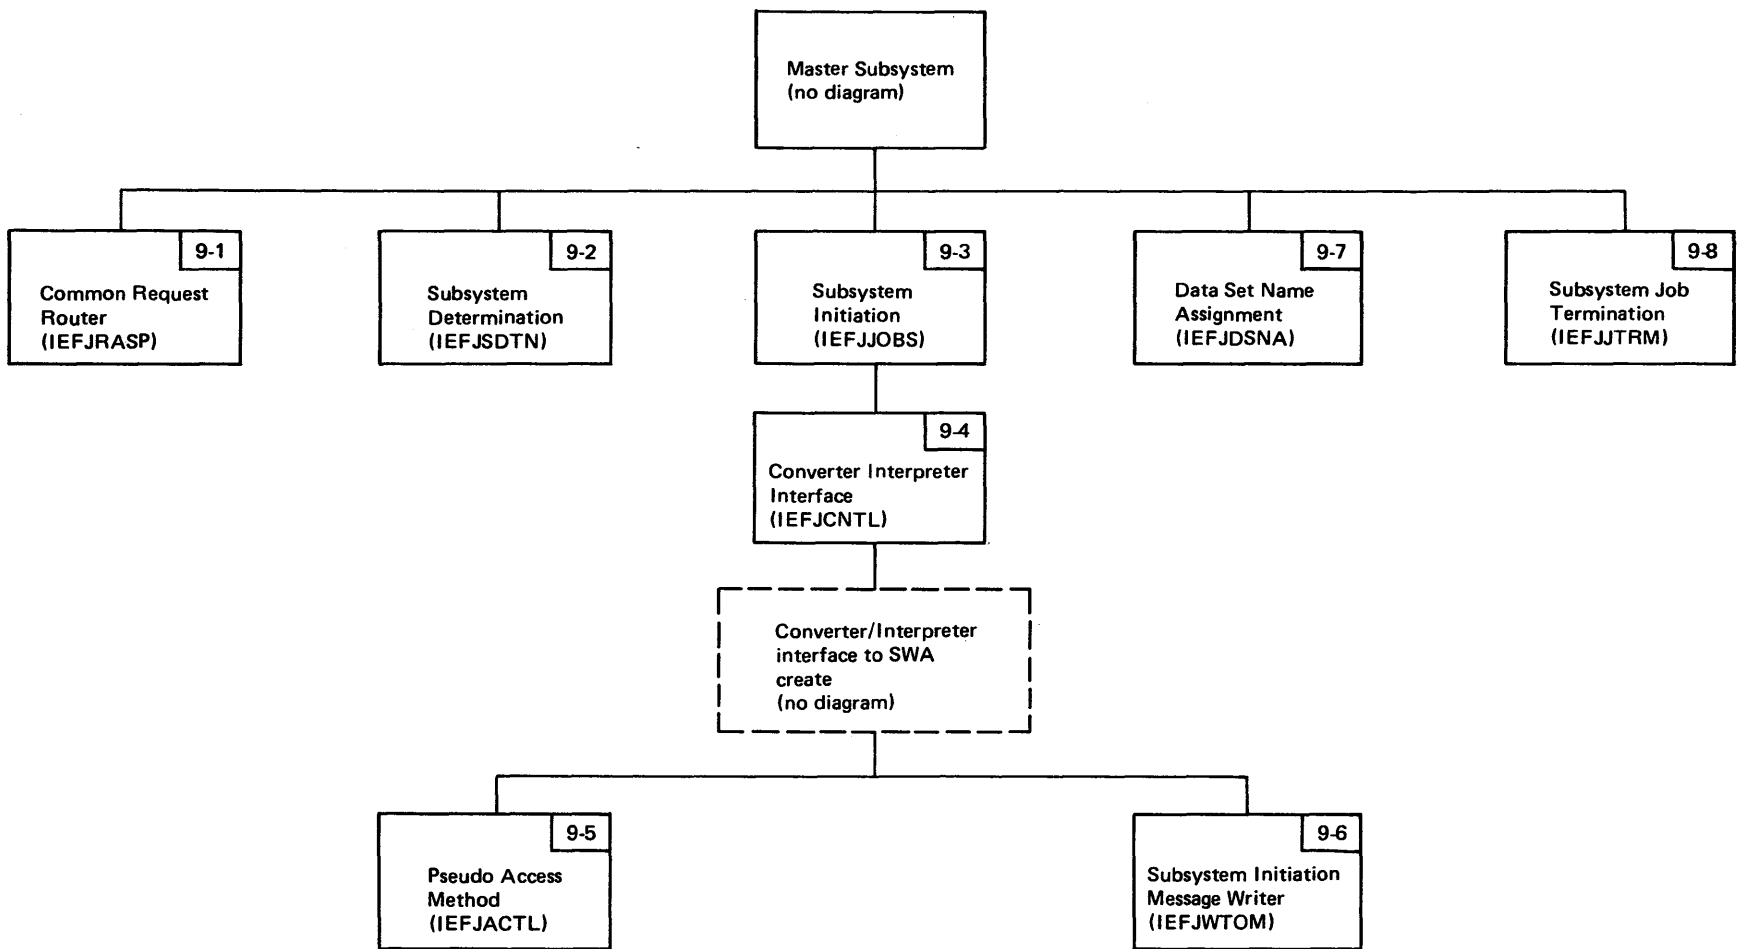 Master Subsystem
(no diagram)
9-1
Common Request
Router
(IEFJRASP)
9-2
Subsystem
Determination
(IEFJSDTN)
9-3
Subsystem
Initiation
(IEFJJOBS)
9-7
Data Set Name
Assignment
(IEFJDSNA)
9-8
Subsystem Job
Termination
(IEFJJTRM)
9-4
Converter Interpreter
Interface
(IEFJCNTL)
Converter/Interpreter
interface to SWA
create
(no diagram)
9-5
Pseudo Access
Method
(IEFJACTL)
9-6
Subsystem Initiation
Message Writer
(IEFJWTOM)